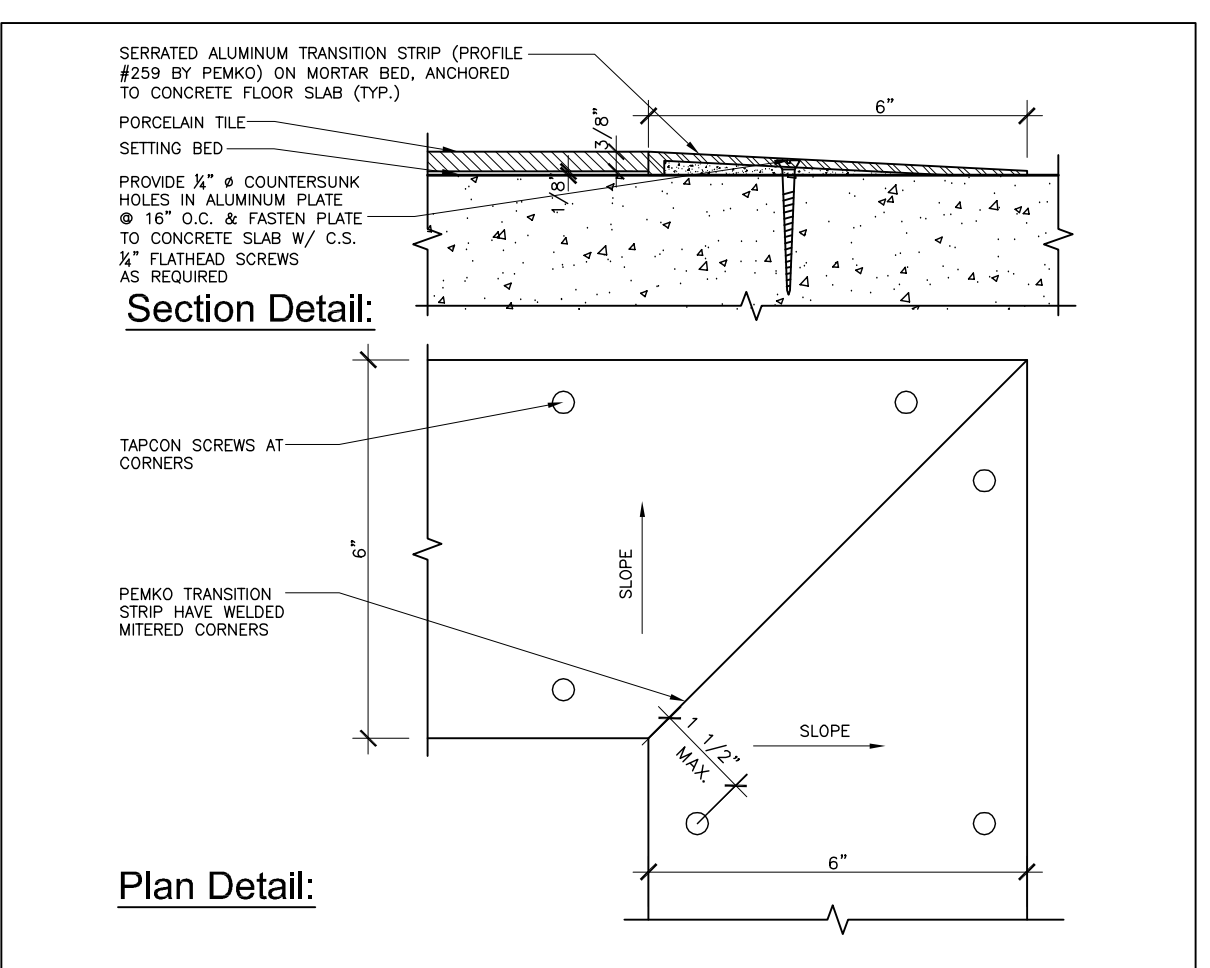 SERRATED ALUMINUM TRANSITION STRIP (PROFILE
#259 BY PEMKO) ON MORTAR BED, ANCHORED
TO CONCRETE FLOOR SLAB (TYP.)
6"
3/8"
PORCELAIN TILE
SETTING BED
1/8"
PROVIDE ¼" ø COUNTERSUNK
HOLES IN ALUMINUM PLATE
@ 16" O.C. & FASTEN PLATE
TO CONCRETE SLAB W/ C.S.
¼" FLATHEAD SCREWS
AS REQUIRED
Section Detail:
TAPCON SCREWS AT
CORNERS
6"
SLOPE
PEMKO TRANSITION
STRIP HAVE WELDED
MITERED CORNERS
1 1/2"
MAX.
SLOPE
6"
Plan Detail: